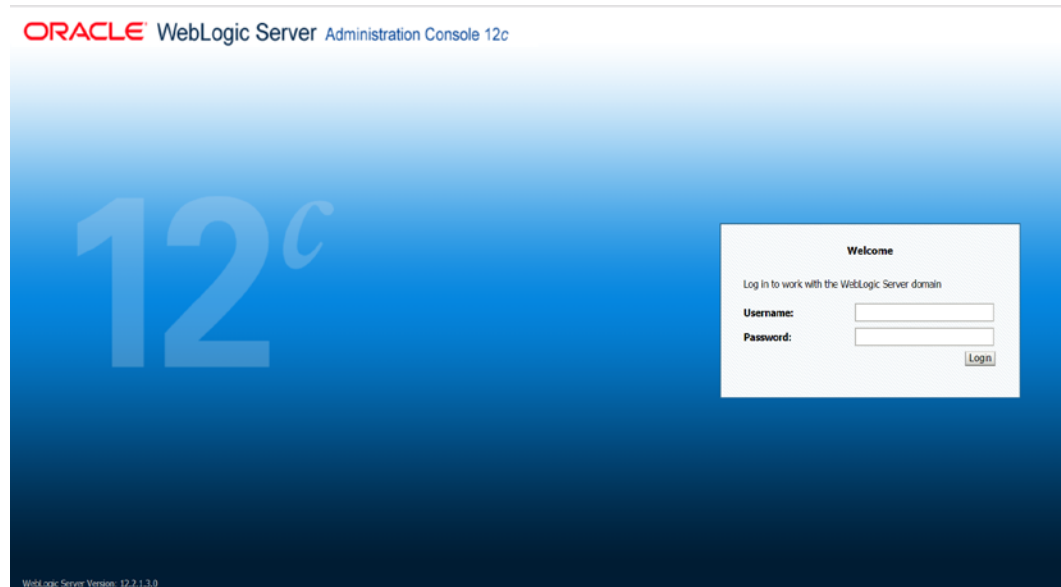 ORACLE WebLogic Server Administration Console 12c
12c
Welcome
Log in to work with the WebLogic Server domain
Username:
Password:
Login
WebLogic Server Version: 12.2.1.3.0